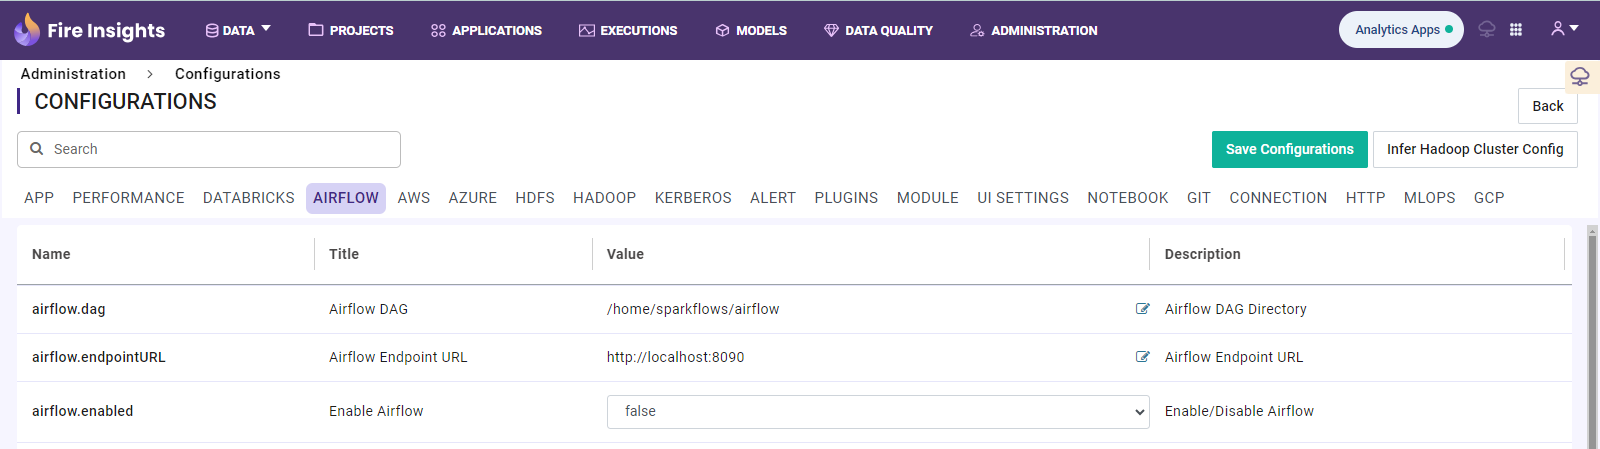 Fire Insights DATA PROJECTS APPLICATIONS EXECUTIONS MODELS DATA QUALITY ADMINISTRATION Analytics Apps
Administration > Configurations
CONFIGURATIONS
Back
Search
Save Configurations Infer Hadoop Cluster Config
APP PERFORMANCE DATABRICKS AIRFLOW AWS AZURE HDFS HADOOP KERBEROS ALERT PLUGINS MODULE UI SETTINGS NOTEBOOK GIT CONNECTION HTTP MLOPS GCP
Name Title Value Description
airflow.dag Airflow DAG /home/sparkflows/airflow Airflow DAG Directory
airflow.endpointURL Airflow Endpoint URL http://localhost:8090 Airflow Endpoint URL
airflow.enabled Enable Airflow false Enable/Disable Airflow